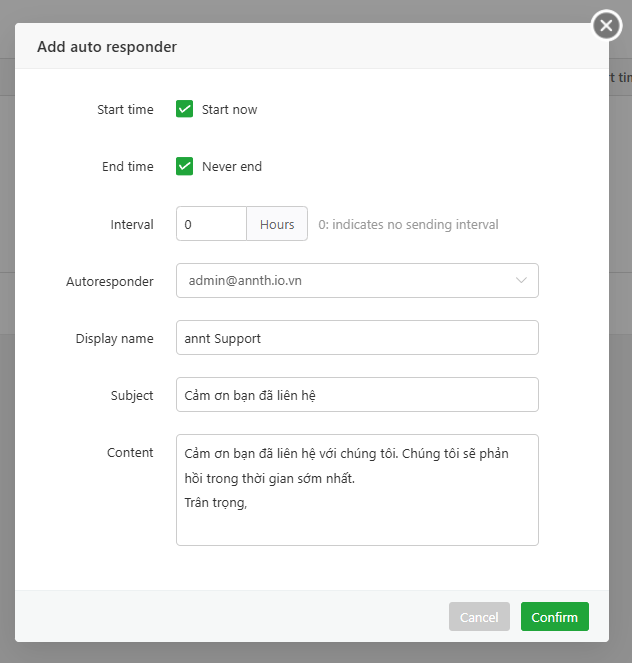 Add auto responder
t tin
Start time Start now
End time Never end
Interval 0 Hours 0: indicates no sending interval
Autoresponder admin@annth.io.vn
Display name annt Support
Subject Cảm ơn bạn đã liên hệ
Content Cảm ơn bạn đã liên hệ với chúng tôi. Chúng tôi sẽ phản
hồi trong thời gian sớm nhất.
Trân trọng,
Cancel Confirm